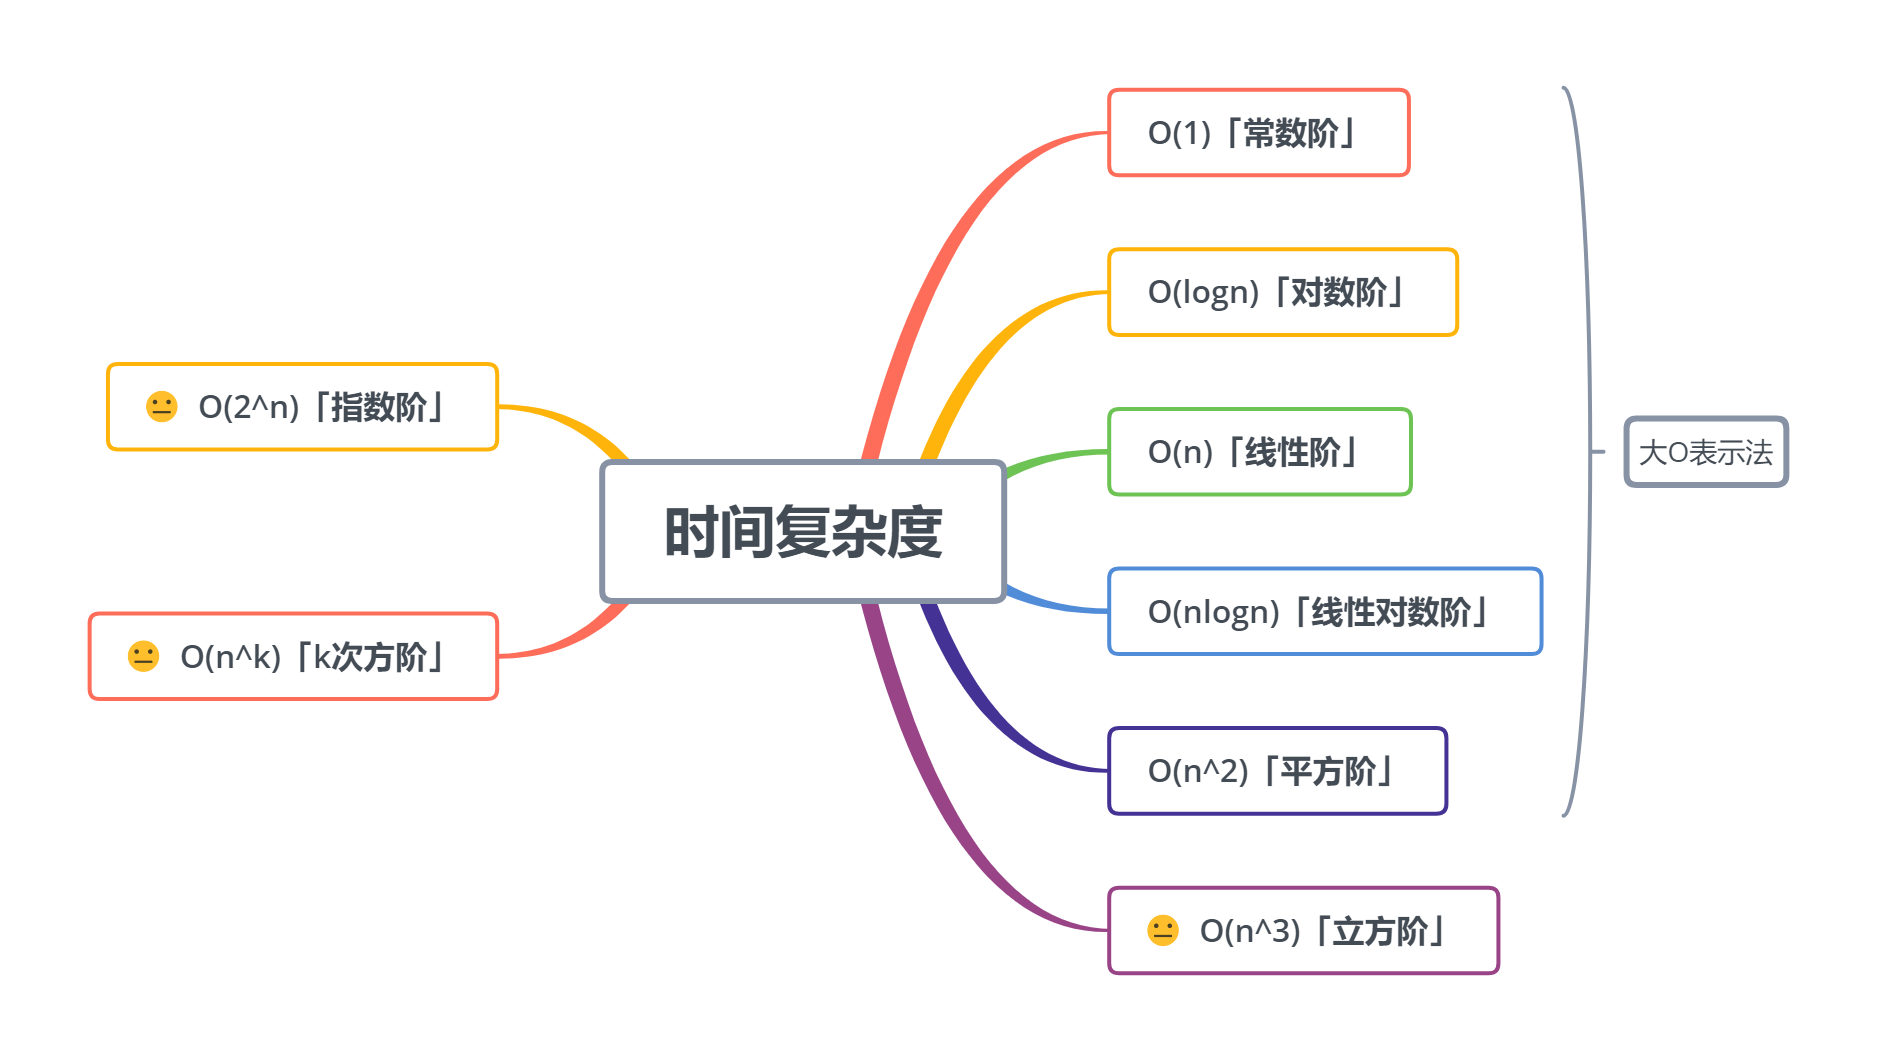 时间复杂度
O(1)「常数阶」
O(logn)「对数阶」
O(n)「线性阶」
O(nlogn)「线性对数阶」
O(n^2)「平方阶」
O(n^3)「立方阶」
大O表示法
O(2^n)「指数阶」
O(n^k)「k次方阶」